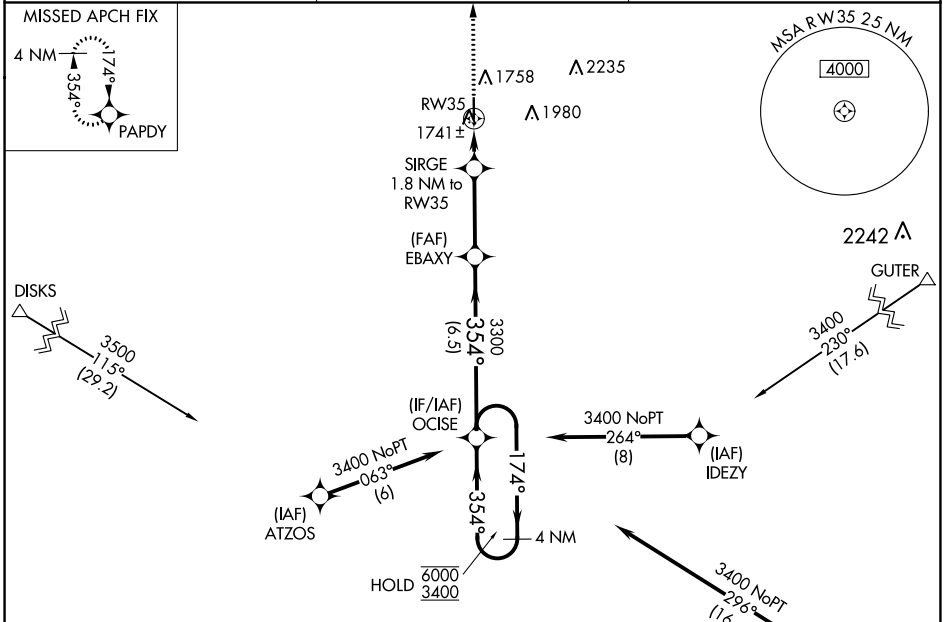 MISSED APCH FIX
4 NM
354°
174°
PAPDY
1758
2235
1980
RW35
1741±
SIRGE
1.8 NM to
RW35
(FAF)
EBAXY
MSA RW35 25 NM
4000
2242
GUTER
3400
230°
(17.6)
DISKS
3500
115°
(29.2)
3300
354°
(6.5)
(IF/IAF)
OCISE
3400 NoPT
264°
(8)
(IAF)
IDEZY
3400 NoPT
063°
(6)
(IAF)
ATZOS
174°
354°
4 NM
HOLD
6000
3400
3400 NoPT
296°
(16